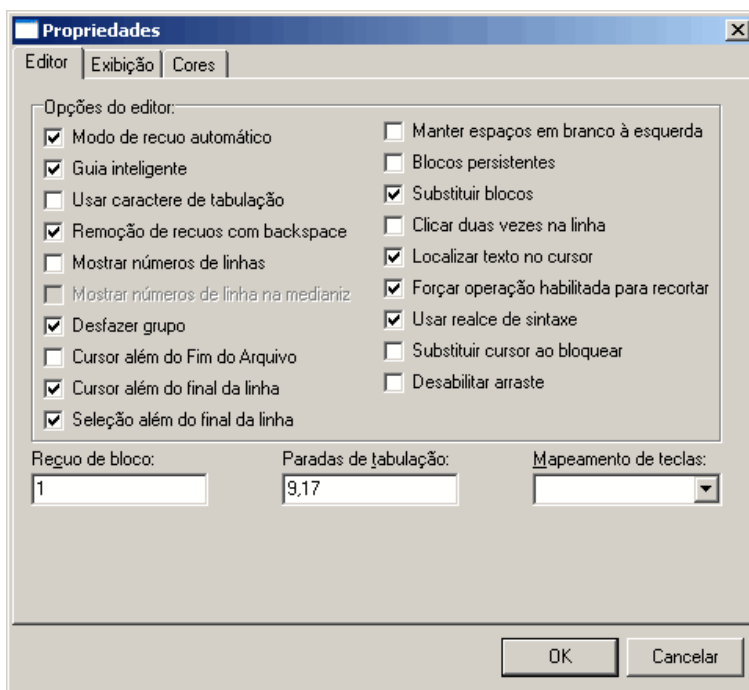 Propriedades
Editor
Exibição
Cores
Opções do editor:
Modo de recuo automático
Guia inteligente
Usar caractere de tabulação
Remoção de recuos com backspace
Mostrar números de linhas
Mostrar números de linha na medianiz
Desfazer grupo
Cursor além do Fim do Arquivo
Cursor além do final da linha
Seleção além do final da linha
Manter espaços em branco à esquerda
Blocos persistentes
Substituir blocos
Clicar duas vezes na linha
Localizar texto no cursor
Forçar operação habilitada para recortar
Usar realce de sintaxe
Substituir cursor ao bloquear
Desabilitar arraste
Recuo de bloco:
1
Paradas de tabulação:
9,17
Mapeamento de teclas:
OK
Cancelar